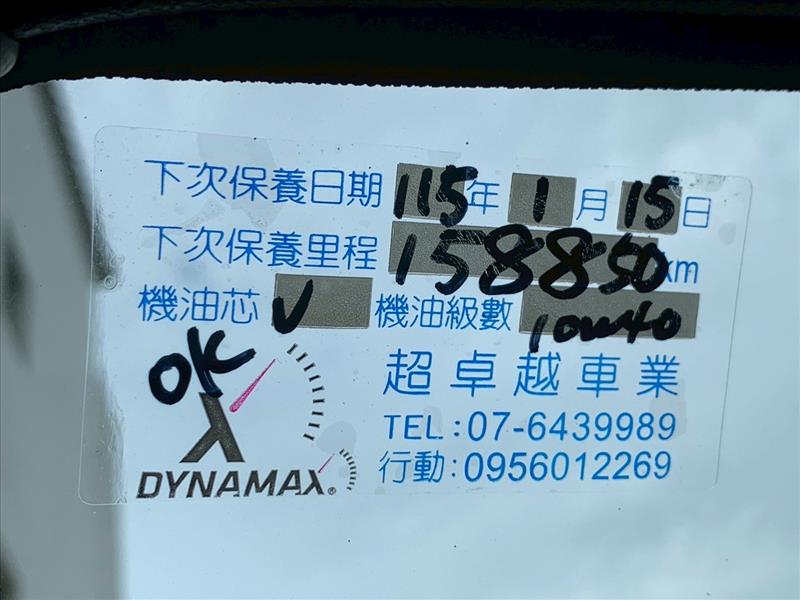 下次保養日期 115 年 1 月 15 日
下次保養里程 158850 km
機油芯 V 機油級數 10W40
OK
超卓越車業
TEL:07-6439989
行動:0956012269
DYNAMAX®